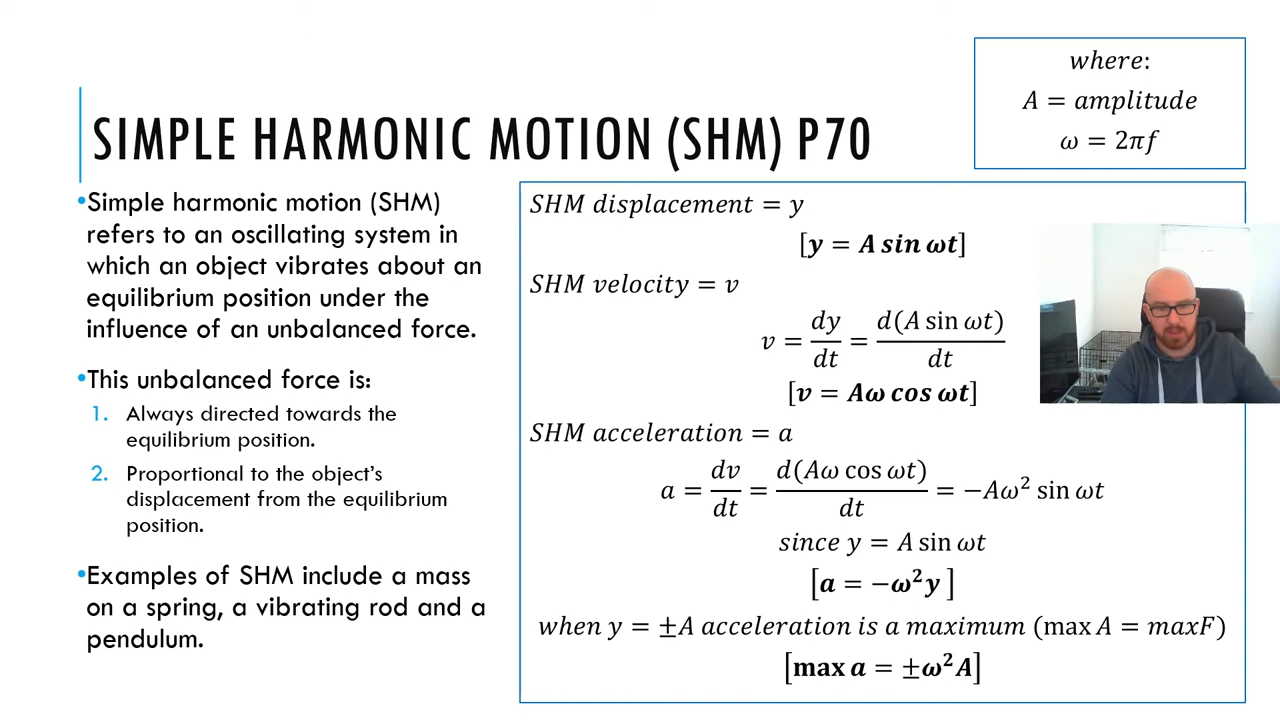 SIMPLE HARMONIC MOTION (SHM) P70
where:
A = amplitude
ω = 2πf
•Simple harmonic motion (SHM)
refers to an oscillating system in
which an object vibrates about an
equilibrium position under the
influence of an unbalanced force.
•This unbalanced force is:
1. Always directed towards the
equilibrium position.
2. Proportional to the object's
displacement from the equilibrium
position.
•Examples of SHM include a mass
on a spring, a vibrating rod and a
pendulum.
SHM displacement = y
[y = A sin ωt]
SHM velocity = v
v = dy/dt = d(A sin ωt)/dt
[v = Aω cos ωt]
SHM acceleration = a
a = dv/dt = d(Aω cos ωt)/dt = −Aω² sin ωt
since y = A sin ωt
[a = −ω²y ]
when y = ±A acceleration is a maximum (max A = maxF)
[max a = ±ω²A]